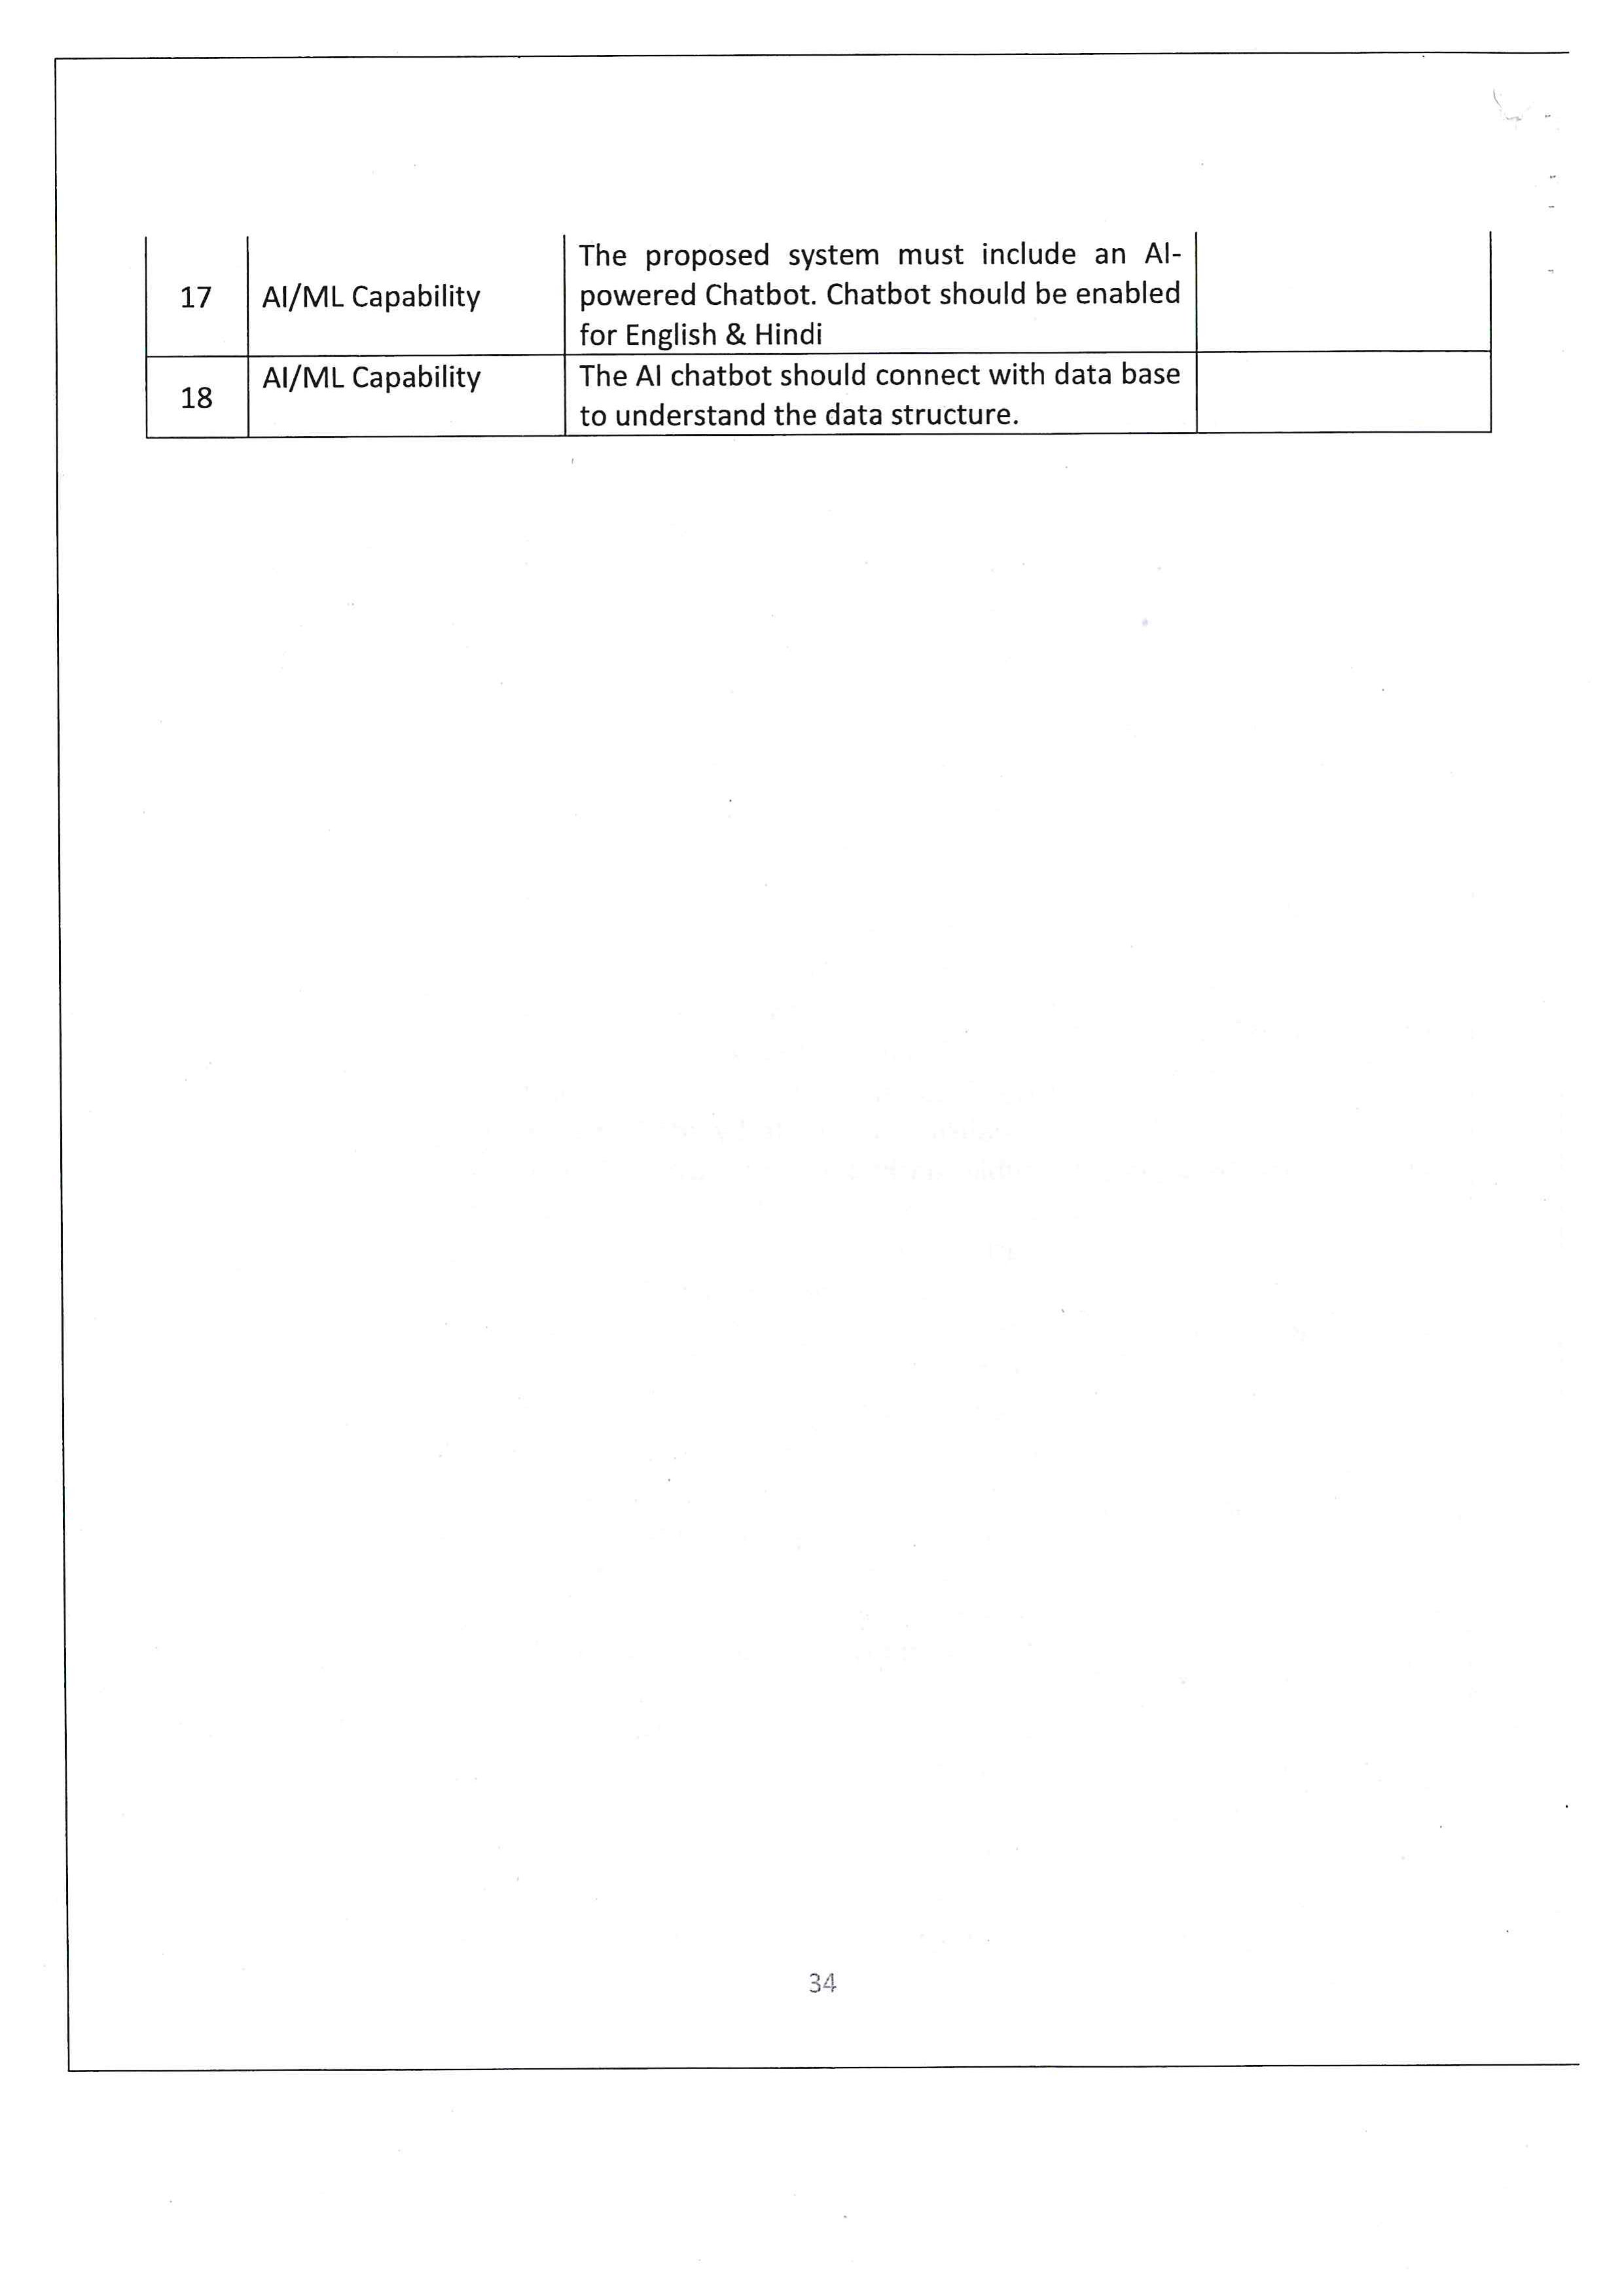 17 AI/ML Capability The proposed system must include an AI-
powered Chatbot. Chatbot should be enabled
for English & Hindi
18 AI/ML Capability The AI chatbot should connect with data base
to understand the data structure.
34